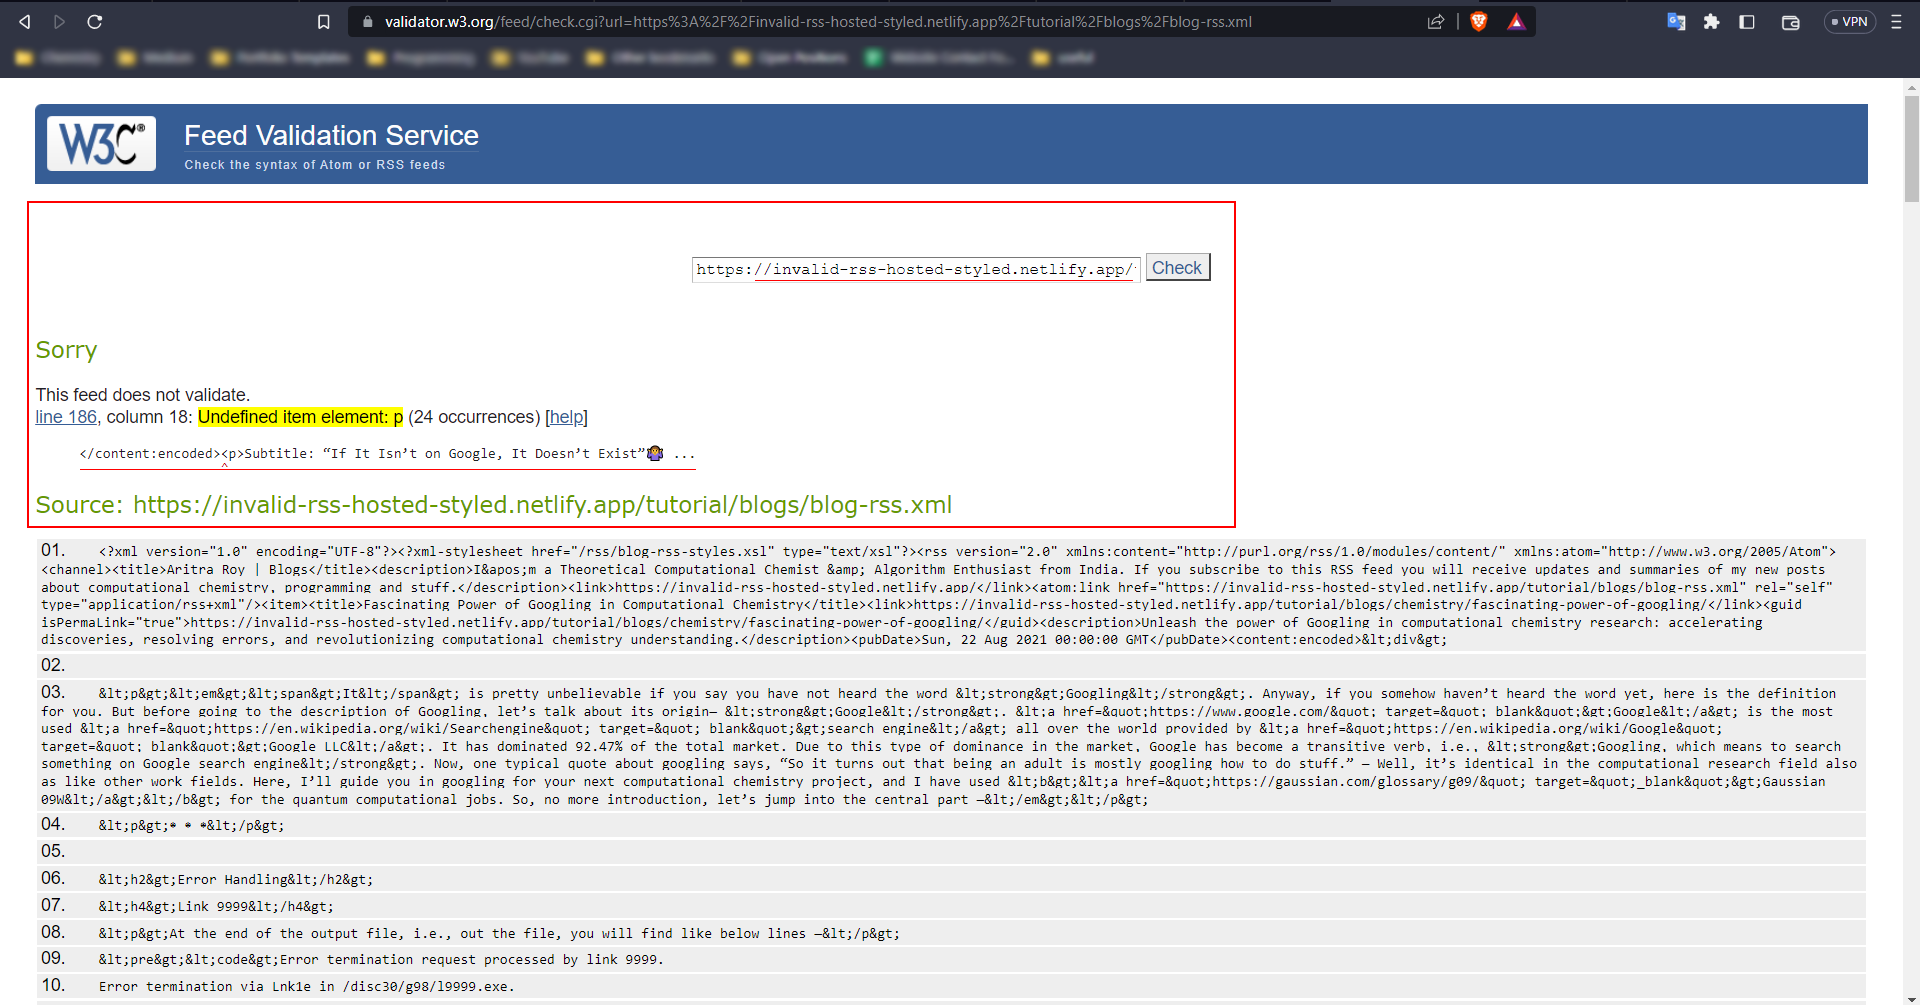 validator.w3.org/feed/check.cgi?url=https%3A%2F%2Finvalid-rss-hosted-styled.netlify.app%2Ftutorial%2Fblogs%2Fblog-rss.xml
VPN
W3C®
Feed Validation Service
Check the syntax of Atom or RSS feeds
https://invalid-rss-hosted-styled.netlify.app/
Check
Sorry
This feed does not validate.
line 186, column 18: Undefined item element: p (24 occurrences) [help]
</content:encoded><p>Subtitle: “If It Isn’t on Google, It Doesn’t Exist”🤷 ...
^
Source: https://invalid-rss-hosted-styled.netlify.app/tutorial/blogs/blog-rss.xml
01. <?xml version="1.0" encoding="UTF-8"?><?xml-stylesheet href="/rss/blog-rss-styles.xsl" type="text/xsl"?><rss version="2.0" xmlns:content="http://purl.org/rss/1.0/modules/content/" xmlns:atom="http://www.w3.org/2005/Atom">
<channel><title>Aritra Roy | Blogs</title><description>I&apos;m a Theoretical Computational Chemist &amp; Algorithm Enthusiast from India. If you subscribe to this RSS feed you will receive updates and summaries of my new posts
about computational chemistry, programming and stuff.</description><link>https://invalid-rss-hosted-styled.netlify.app/</link><atom:link href="https://invalid-rss-hosted-styled.netlify.app/tutorial/blogs/blog-rss.xml" rel="self"
type="application/rss+xml"/><item><title>Fascinating Power of Googling in Computational Chemistry</title><link>https://invalid-rss-hosted-styled.netlify.app/tutorial/blogs/chemistry/fascinating-power-of-googling/</link><guid
isPermaLink="true">https://invalid-rss-hosted-styled.netlify.app/tutorial/blogs/chemistry/fascinating-power-of-googling/</guid><description>Unleash the power of Googling in computational chemistry research: accelerating
discoveries, resolving errors, and revolutionizing computational chemistry understanding.</description><pubDate>Sun, 22 Aug 2021 00:00:00 GMT</pubDate><content:encoded>&lt;div&gt;
02.
03. &lt;p&gt;&lt;em&gt;&lt;span&gt;It&lt;/span&gt; is pretty unbelievable if you say you have not heard the word &lt;strong&gt;Googling&lt;/strong&gt;. Anyway, if you somehow haven’t heard the word yet, here is the definition
for you. But before going to the description of Googling, let’s talk about its origin— &lt;strong&gt;Google&lt;/strong&gt;. &lt;a href=&quot;https://www.google.com/&quot; target=&quot;_blank&quot;&gt;Google&lt;/a&gt; is the most
used &lt;a href=&quot;https://en.wikipedia.org/wiki/Searchengine&quot; target=&quot;_blank&quot;&gt;search engine&lt;/a&gt; all over the world provided by &lt;a href=&quot;https://en.wikipedia.org/wiki/Google&quot;
target=&quot;_blank&quot;&gt;Google LLC&lt;/a&gt;. It has dominated 92.47% of the total market. Due to this type of dominance in the market, Google has become a transitive verb, i.e., &lt;strong&gt;Googling, which means to search
something on Google search engine&lt;/strong&gt;. Now, one typical quote about googling says, “So it turns out that being an adult is mostly googling how to do stuff.” — Well, it’s identical in the computational research field also
as like other work fields. Here, I’ll guide you in googling for your next computational chemistry project, and I have used &lt;b&gt;&lt;a href=&quot;https://gaussian.com/glossary/g09/&quot; target=&quot;_blank&quot;&gt;Gaussian
09W&lt;/a&gt;&lt;/b&gt; for the quantum computational jobs. So, no more introduction, let’s jump into the central part —&lt;/em&gt;&lt;/p&gt;
04. &lt;p&gt;* * *&lt;/p&gt;
05.
06. &lt;h2&gt;Error Handling&lt;/h2&gt;
07. &lt;h4&gt;Link 9999&lt;/h4&gt;
08. &lt;p&gt;At the end of the output file, i.e., out the file, you will find like below lines —&lt;/p&gt;
09. &lt;pre&gt;&lt;code&gt;Error termination request processed by link 9999.
10. Error termination via Lnk1e in /disc30/g98/l9999.exe.